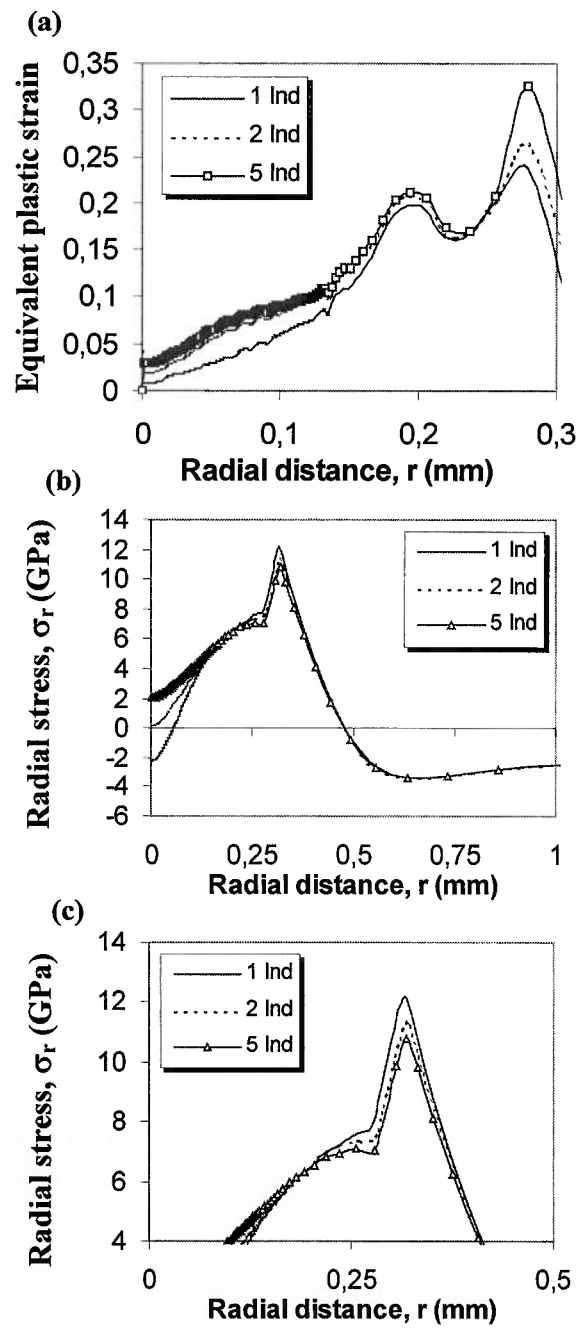 (a)
Equivalent plastic strain
0,35
0,3
0,25
0,2
0,15
0,1
0,05
0
1 Ind
2 Ind
5 Ind
0
0,1
0,2
0,3
Radial distance, r (mm)
(b)
Radial stress, σr (GPa)
14
12
10
8
6
4
2
0
-2
-4
-6
1 Ind
2 Ind
5 Ind
0
0,25
0,5
0,75
1
Radial distance, r (mm)
(c)
Radial stress, σr (GPa)
14
12
10
8
6
4
1 Ind
2 Ind
5 Ind
0
0,25
0,5
Radial distance, r (mm)